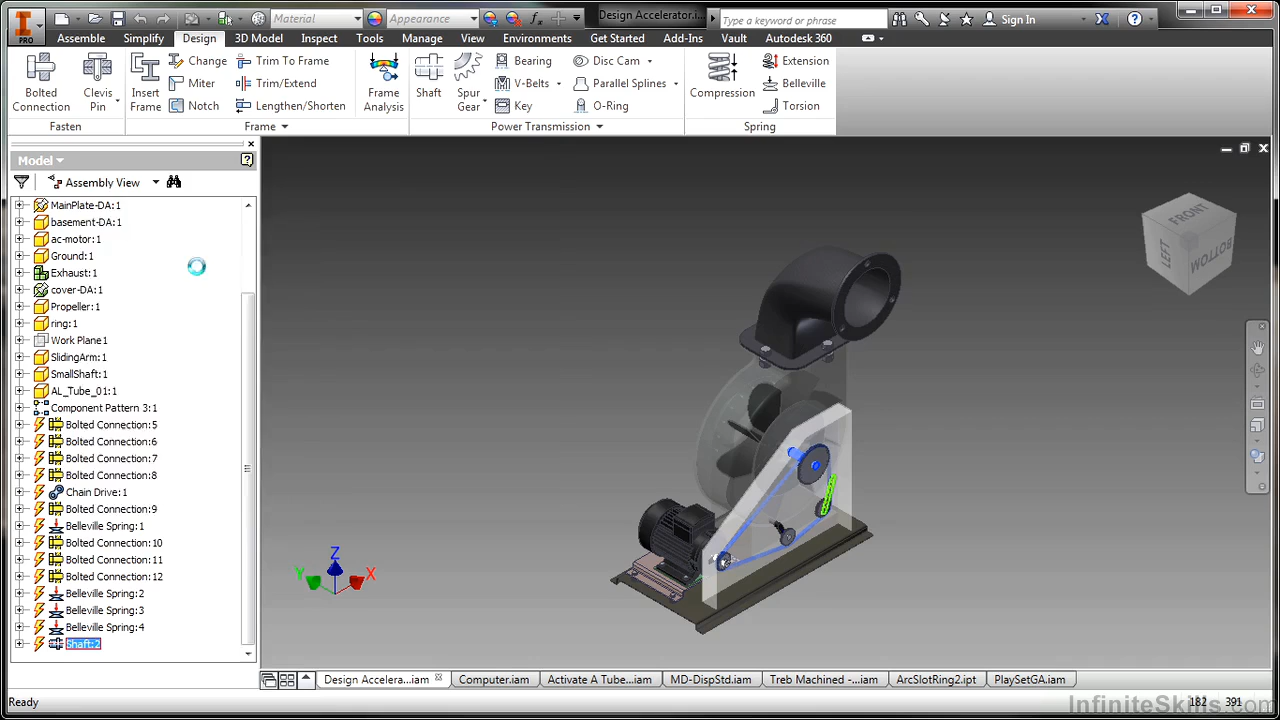 PRO
Material
Appearance
Design Accelerator.i...
Type a keyword or phrase
Sign In
Assemble Simplify Design 3D Model Inspect Tools Manage View Environments Get Started Add-Ins Vault Autodesk 360
Bolted Connection
Clevis Pin
Fasten
Insert Frame
Change
Miter
Notch
Trim To Frame
Trim/Extend
Lengthen/Shorten
Frame Analysis
Frame
Shaft
Spur Gear
Bearing
V-Belts
Key
Disc Cam
Parallel Splines
O-Ring
Power Transmission
Compression
Extension
Belleville
Torsion
Spring
Model
Assembly View
MainPlate-DA:1
basement-DA:1
ac-motor:1
Ground:1
Exhaust:1
cover-DA:1
Propeller:1
ring:1
Work Plane1
SlidingArm:1
SmallShaft:1
AL_Tube_01:1
Component Pattern 3:1
Bolted Connection:5
Bolted Connection:6
Bolted Connection:7
Bolted Connection:8
Chain Drive:1
Bolted Connection:9
Belleville Spring:1
Bolted Connection:10
Bolted Connection:11
Bolted Connection:12
Belleville Spring:2
Belleville Spring:3
Belleville Spring:4
Shaft:2
FRONT
LEFT
BOTTOM
Z
Y
X
Design Accelera...iam
Computer.iam
Activate A Tube...iam
MD-DispStd.iam
Treb Machined -...iam
ArcSlotRing2.ipt
PlaySetGA.iam
Ready
182 391
InfiniteSkills.com